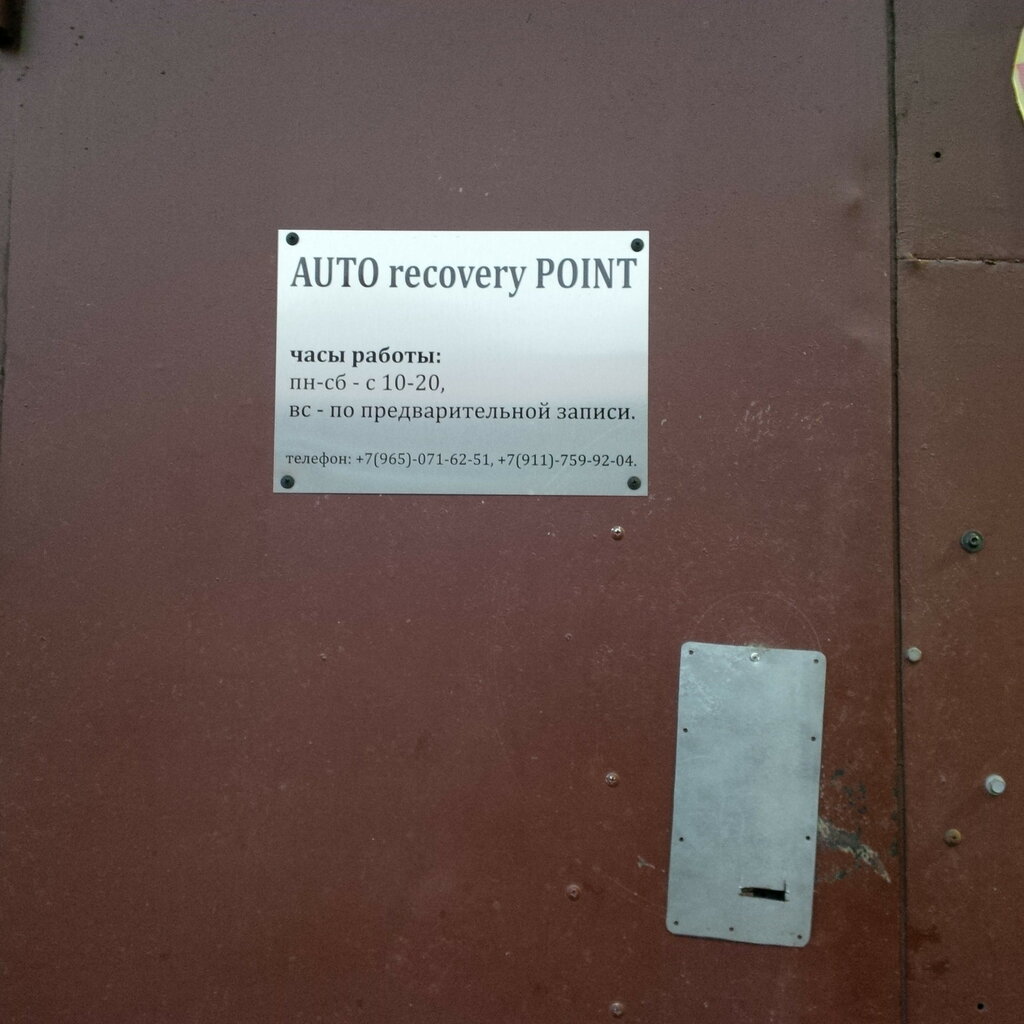 AUTO recovery POINT
часы работы:
пн-сб - с 10-20,
вс - по предварительной записи.
телефон: +7(965)-071-62-51, +7(911)-759-92-04.